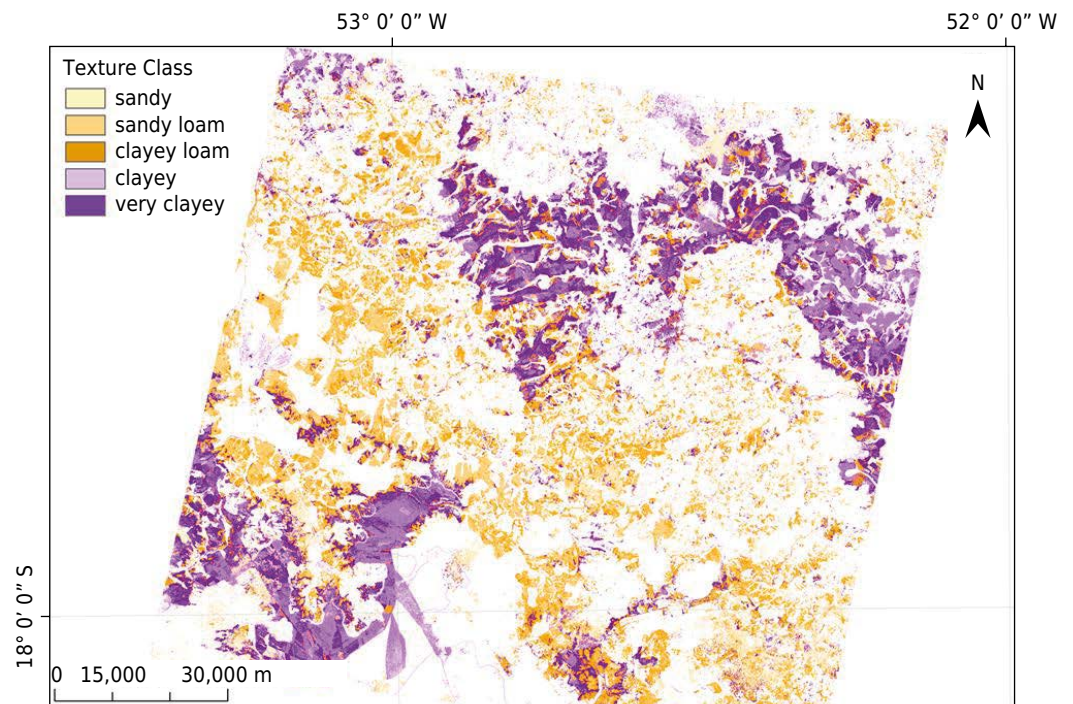 53° 0’ 0” W
52° 0’ 0” W
Texture Class
sandy
sandy loam
clayey loam
clayey
very clayey
N
18° 0’ 0” S
0 15,000 30,000 m